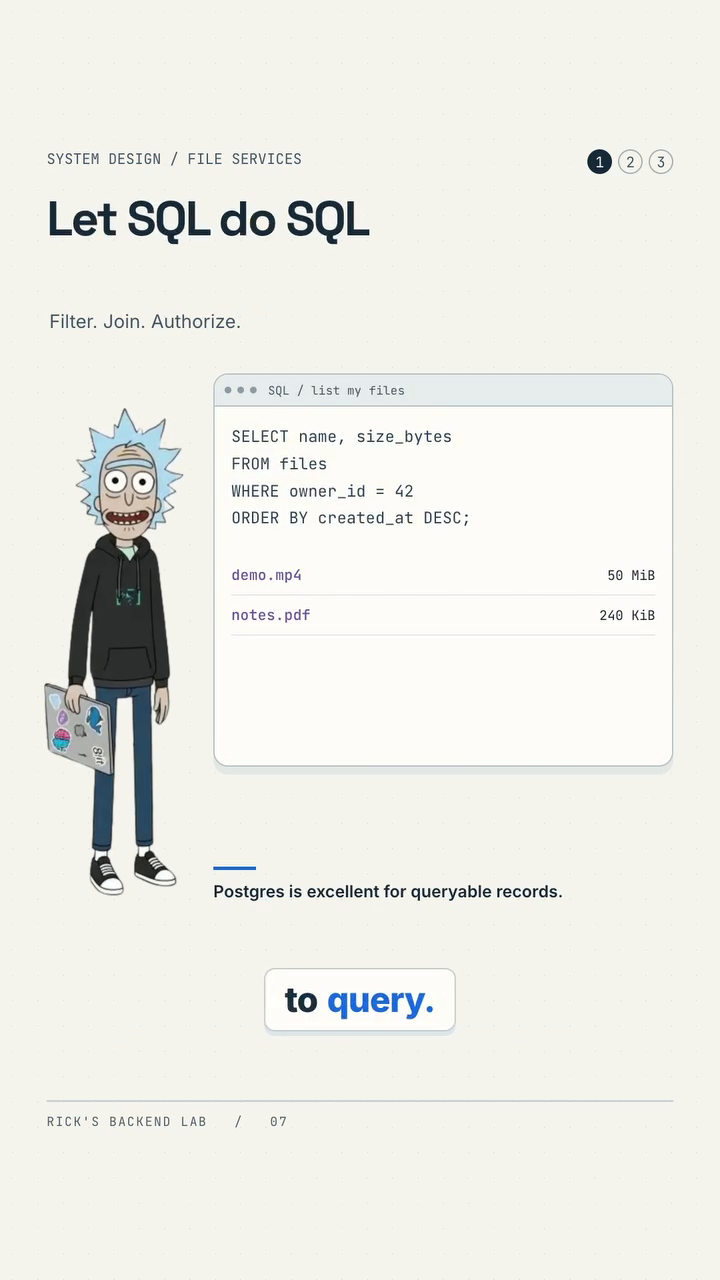 SYSTEM DESIGN / FILE SERVICES
1 2 3
Let SQL do SQL
Filter. Join. Authorize.
SQL / list my files
SELECT name, size_bytes
FROM files
WHERE owner_id = 42
ORDER BY created_at DESC;
demo.mp4 50 MiB
notes.pdf 240 KiB
Postgres is excellent for queryable records.
to query.
RICK'S BACKEND LAB / 07